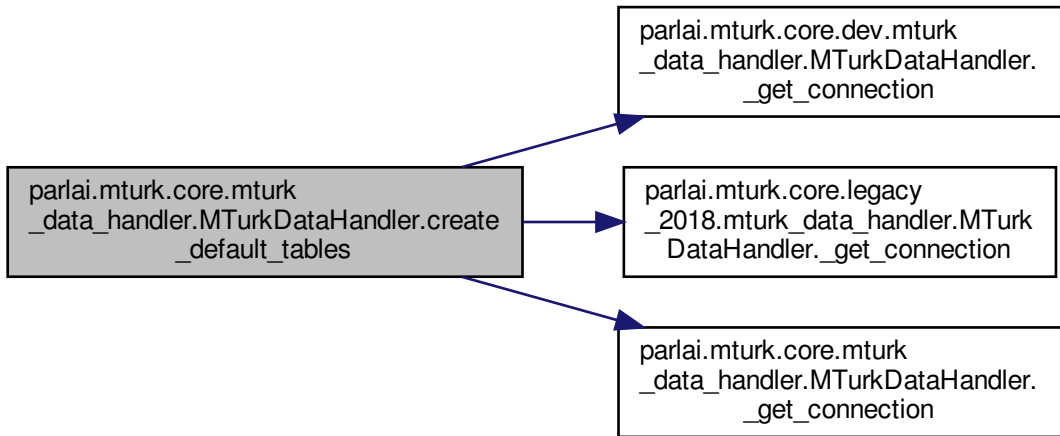 parlai.mturk.core.dev.mturk
_data_handler.MTurkDataHandler.
_get_connection
parlai.mturk.core.mturk
_data_handler.MTurkDataHandler.create
_default_tables
parlai.mturk.core.legacy
_2018.mturk_data_handler.MTurk
DataHandler._get_connection
parlai.mturk.core.mturk
_data_handler.MTurkDataHandler.
_get_connection